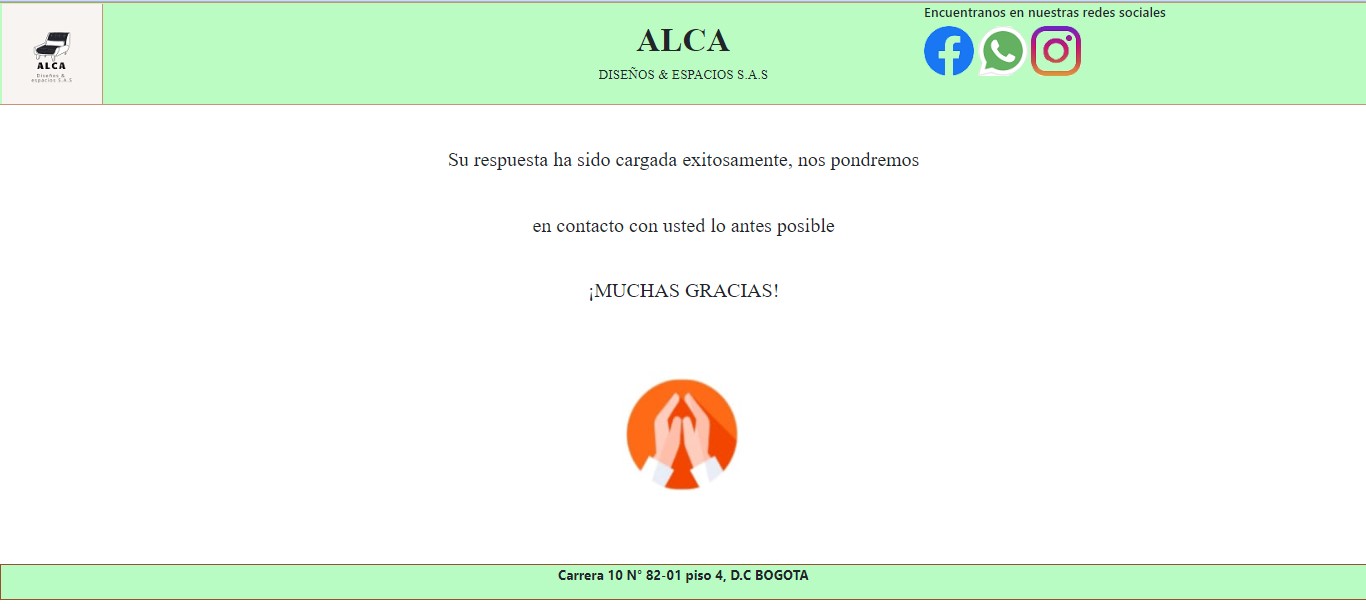 ALCA
Diseños &
espacios S.A.S
ALCA
DISEÑOS & ESPACIOS S.A.S
Encuentranos en nuestras redes sociales
Su respuesta ha sido cargada exitosamente, nos pondremos
en contacto con usted lo antes posible
¡MUCHAS GRACIAS!
Carrera 10 N° 82-01 piso 4, D.C BOGOTA